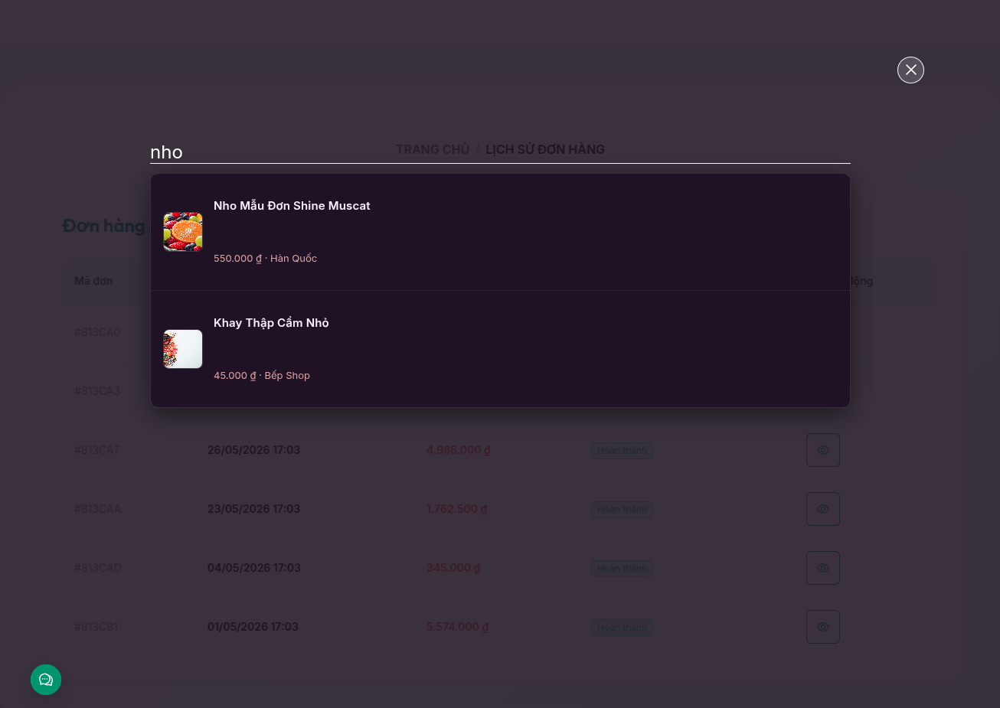 nho
TRANG CHỦ / LỊCH SỬ ĐƠN HÀNG
Nho Mẫu Đơn Shine Muscat
550.000 ₫ · Hàn Quốc
Khay Thập Cẩm Nhỏ
45.000 ₫ · Bếp Shop
Đơn hàng
Mã đơn
#813CA0
#813CA3
#813CA7 26/05/2026 17:03 4.986.000 ₫ Hoàn thành
#813CAA 23/05/2026 17:03 1.762.500 ₫ Hoàn thành
#813CAD 04/05/2026 17:03 345.000 ₫ Hoàn thành
#813CB1 01/05/2026 17:03 5.574.000 ₫ Hoàn thành